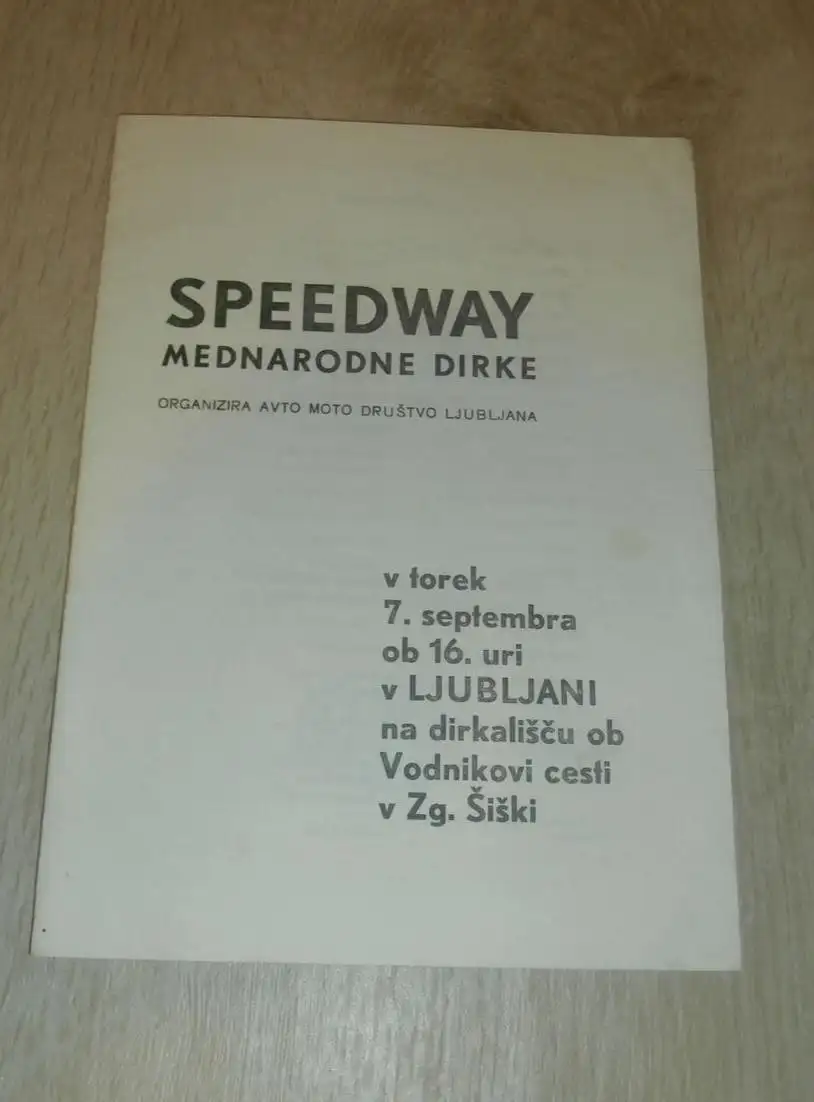 SPEEDWAY
MEDNARODNE DIRKE
ORGANIZIRA AVTO MOTO DRUŠTVO LJUBLJANA
v torek
7. septembra
ob 16. uri
v LJUBLJANI
na dirkališču ob
Vodnikovi cesti
v Zg. Šiški